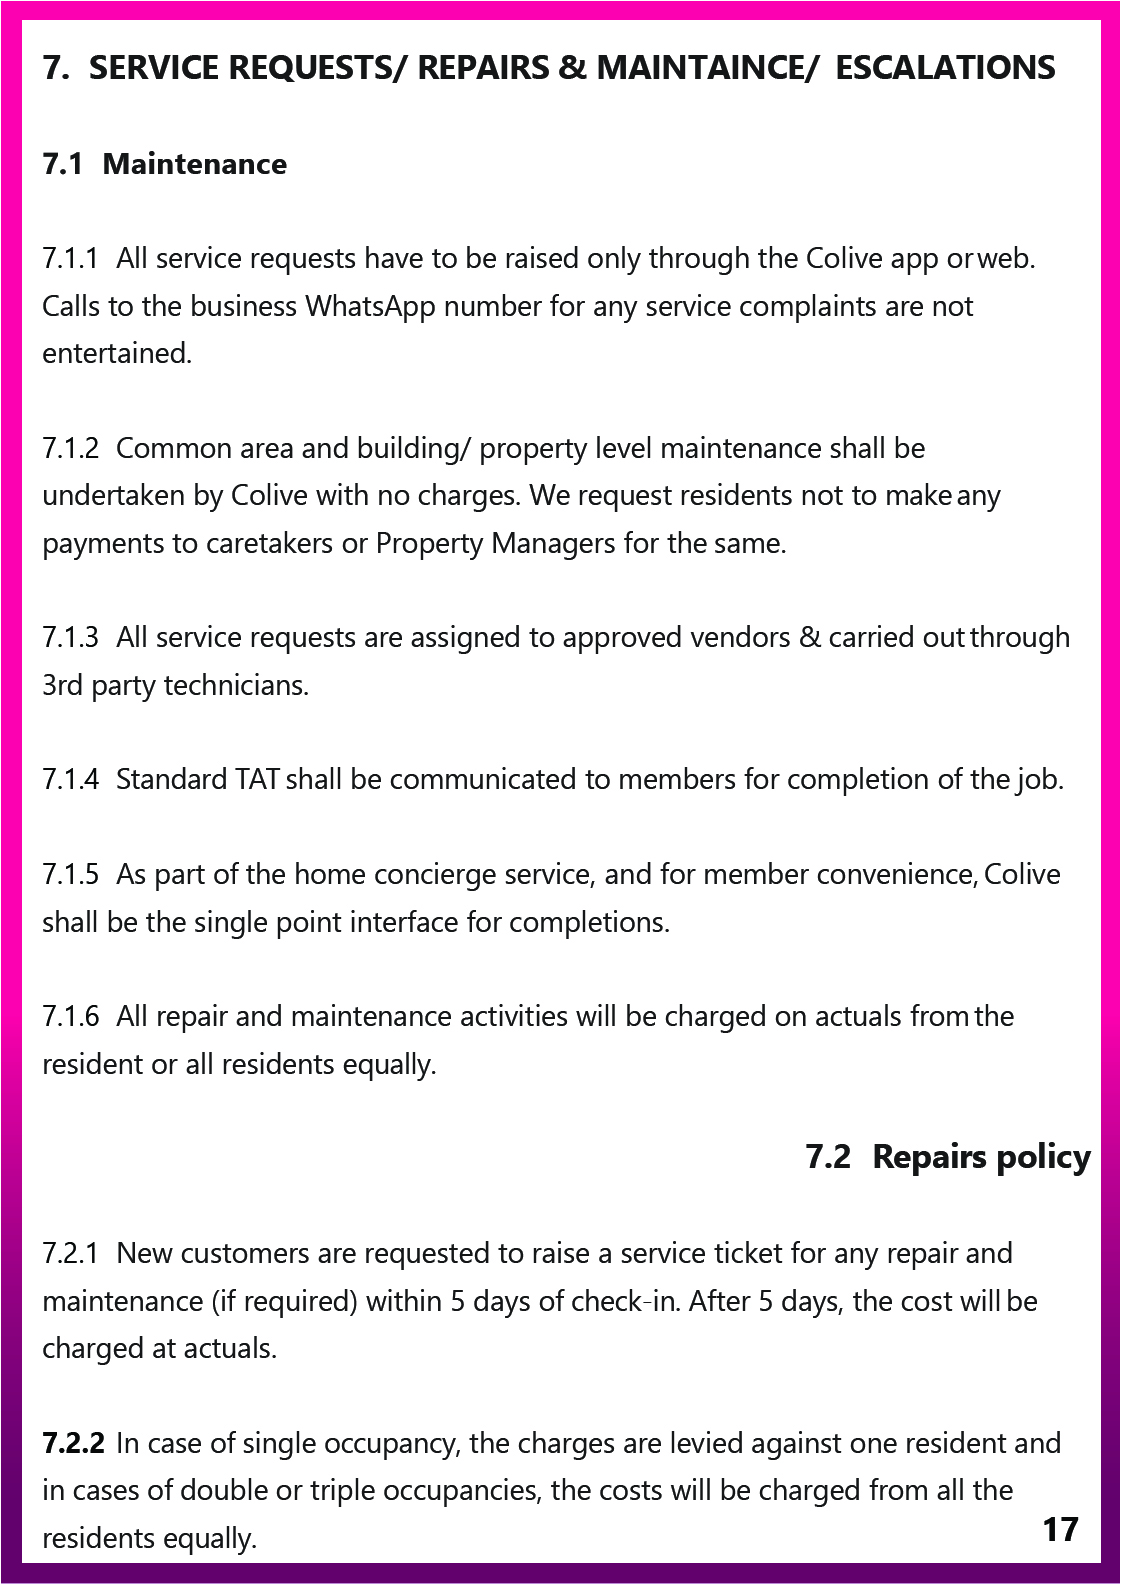 7. SERVICE REQUESTS/ REPAIRS & MAINTAINCE/ ESCALATIONS
7.1 Maintenance
7.1.1 All service requests have to be raised only through the Colive app or web.
Calls to the business WhatsApp number for any service complaints are not
entertained.
7.1.2 Common area and building/ property level maintenance shall be
undertaken by Colive with no charges. We request residents not to make any
payments to caretakers or Property Managers for the same.
7.1.3 All service requests are assigned to approved vendors & carried out through
3rd party technicians.
7.1.4 Standard TAT shall be communicated to members for completion of the job.
7.1.5 As part of the home concierge service, and for member convenience, Colive
shall be the single point interface for completions.
7.1.6 All repair and maintenance activities will be charged on actuals from the
resident or all residents equally.
7.2 Repairs policy
7.2.1 New customers are requested to raise a service ticket for any repair and
maintenance (if required) within 5 days of check-in. After 5 days, the cost will be
charged at actuals.
7.2.2 In case of single occupancy, the charges are levied against one resident and
in cases of double or triple occupancies, the costs will be charged from all the
residents equally.
17